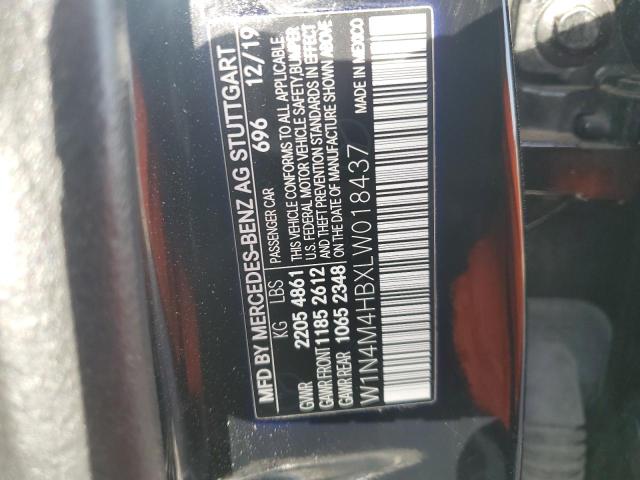 MFD BY MERCEDES-BENZ AG STUTTGART
696 12/19
KG LBS PASSENGER CAR
GVWR 2205 4861 THIS VEHICLE CONFORMS TO ALL APPLICABLE
GAWR FRONT 1185 2612 U.S. FEDERAL MOTOR VEHICLE SAFETY, BUMPER
GAWR REAR 1065 2348 AND THEFT PREVENTION STANDARDS IN EFFECT
ON THE DATE OF MANUFACTURE SHOWN ABOVE.
W1N4M4HBXLW018437 MADE IN MEXICO